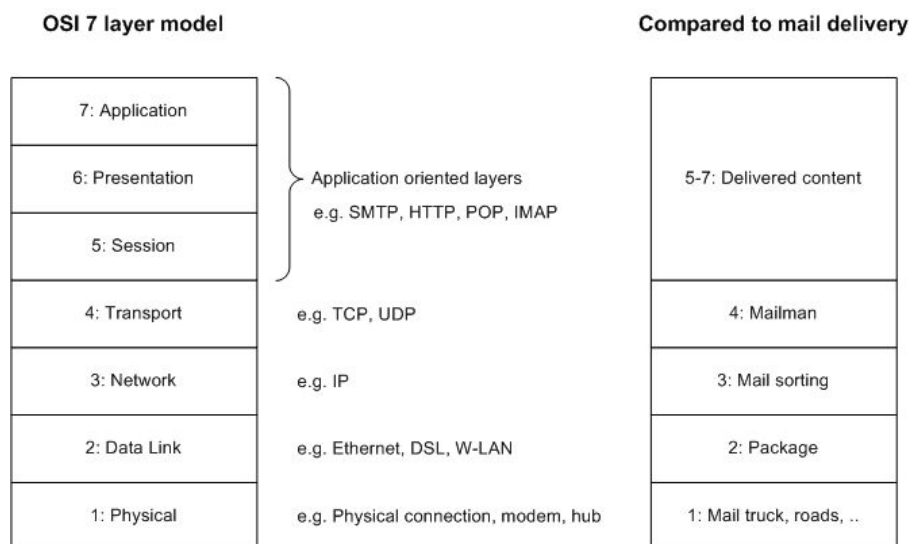 OSI 7 layer model
7: Application
6: Presentation
5: Session
4: Transport
3: Network
2: Data Link
1: Physical
Application oriented layers
e.g. SMTP, HTTP, POP, IMAP
e.g. TCP, UDP
e.g. IP
e.g. Ethernet, DSL, W-LAN
e.g. Physical connection, modem, hub
Compared to mail delivery
5-7: Delivered content
4: Mailman
3: Mail sorting
2: Package
1: Mail truck, roads, ..